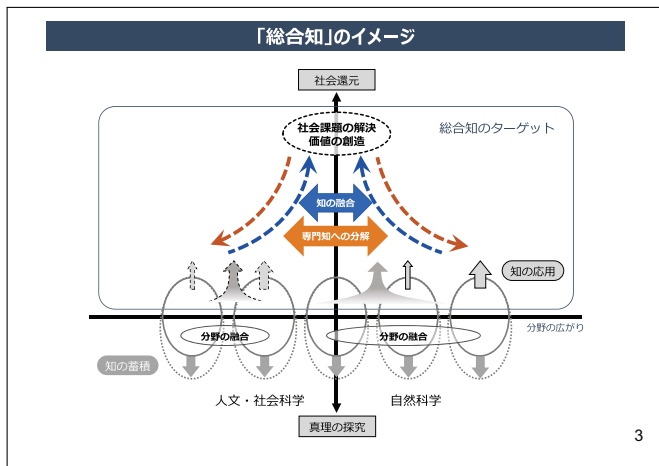 「総合知」のイメージ
社会還元
社会課題の解決
価値の創造
総合知のターゲット
知の融合
専門知への分解
知の応用
分野の広がり
分野の融合
分野の融合
知の蓄積
人文・社会科学
自然科学
真理の探究
3